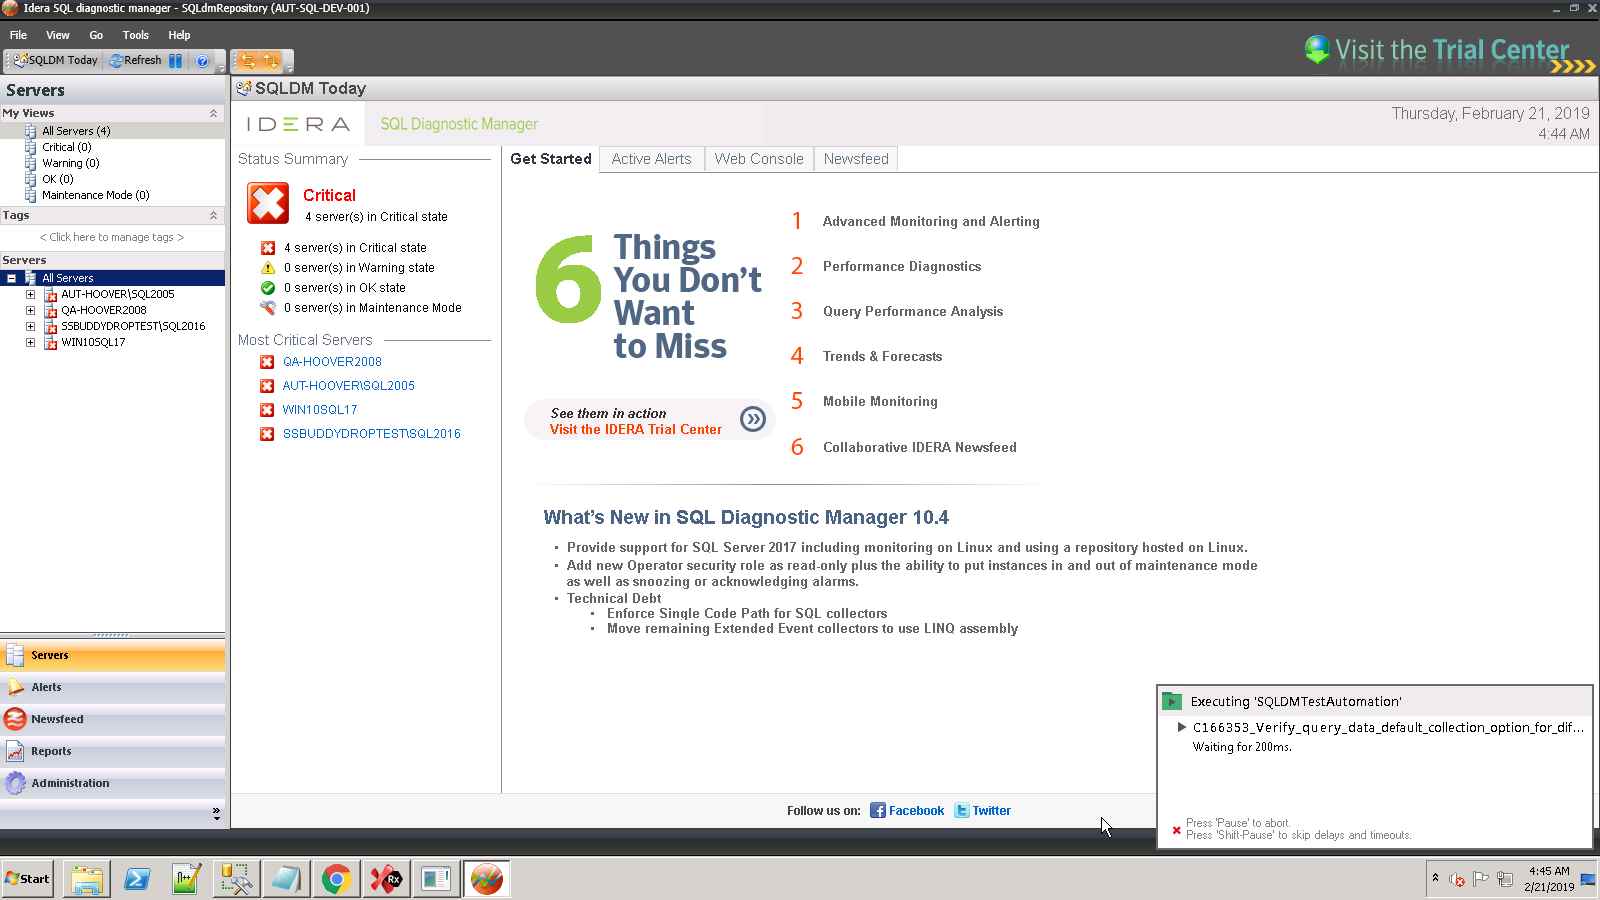 Idera SQL diagnostic manager - SQLdmRepository (AUT-SQL-DEV-001)
File View Go Tools Help
SQLDM Today Refresh
Visit the Trial Center
Servers
My Views
All Servers (4)
Critical (0)
Warning (0)
OK (0)
Maintenance Mode (0)
Tags
< Click here to manage tags >
Servers
All Servers
AUT-HOOVER\SQL2005
QA-HOOVER2008
SSBUDDYDROPTEST\SQL2016
WIN10SQL17
Servers
Alerts
Newsfeed
Reports
Administration
SQLDM Today
IDERA SQL Diagnostic Manager
Thursday, February 21, 2019
4:44 AM
Status Summary
Critical
4 server(s) in Critical state
4 server(s) in Critical state
0 server(s) in Warning state
0 server(s) in OK state
0 server(s) in Maintenance Mode
Most Critical Servers
QA-HOOVER2008
AUT-HOOVER\SQL2005
WIN10SQL17
SSBUDDYDROPTEST\SQL2016
Get Started Active Alerts Web Console Newsfeed
6 Things
You Don't
Want
to Miss
See them in action
Visit the IDERA Trial Center
1 Advanced Monitoring and Alerting
2 Performance Diagnostics
3 Query Performance Analysis
4 Trends & Forecasts
5 Mobile Monitoring
6 Collaborative IDERA Newsfeed
What's New in SQL Diagnostic Manager 10.4
• Provide support for SQL Server 2017 including monitoring on Linux and using a repository hosted on Linux.
• Add new Operator security role as read-only plus the ability to put instances in and out of maintenance mode
as well as snoozing or acknowledging alarms.
• Technical Debt
• Enforce Single Code Path for SQL collectors
• Move remaining Extended Event collectors to use LINQ assembly
Follow us on: Facebook Twitter
Executing 'SQLDMTestAutomation'
C166353_Verify_query_data_default_collection_option_for_dif...
Waiting for 200ms.
Press 'Pause' to abort.
Press 'Shift-Pause' to skip delays and timeouts.
Start
4:45 AM
2/21/2019